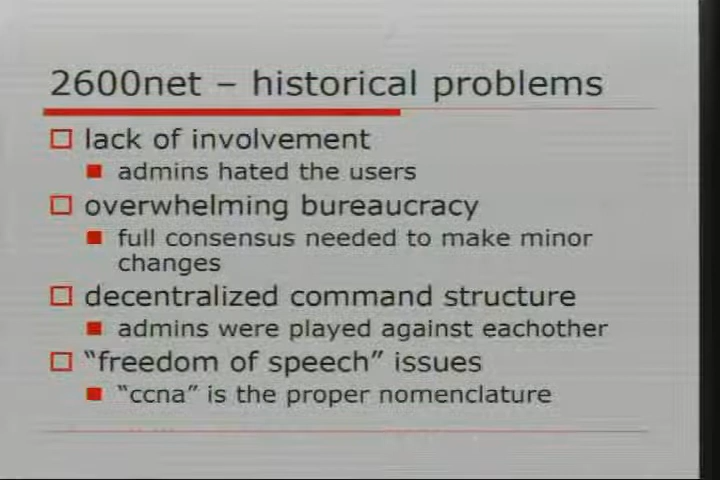 2600net – historical problems
lack of involvement
admins hated the users
overwhelming bureaucracy
full consensus needed to make minor
changes
decentralized command structure
admins were played against eachother
“freedom of speech” issues
“ccna” is the proper nomenclature